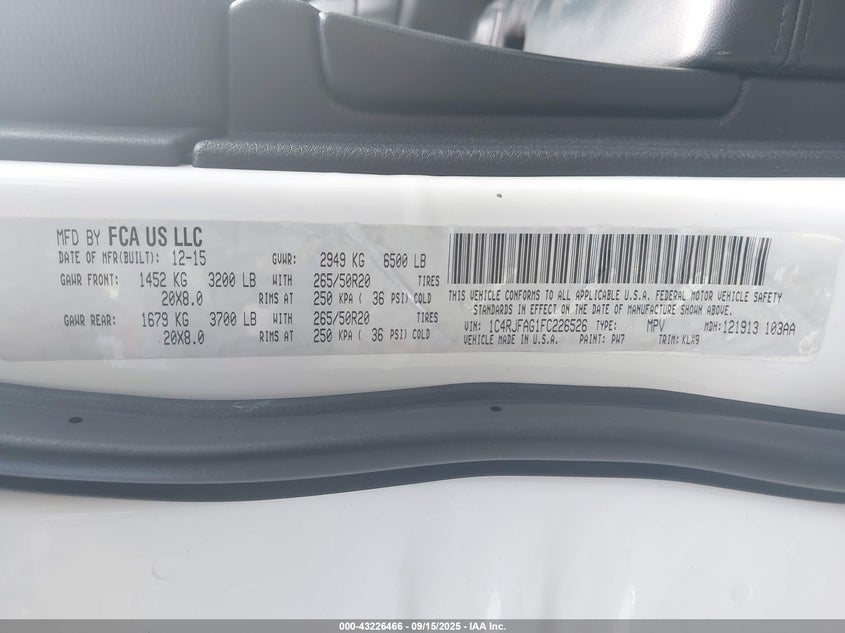 MFD BY FCA US LLC
DATE OF MFR(BUILT): 12-15 GVWR: 2949 KG 6500 LB
GAWR FRONT: 1452 KG 3200 LB WITH 265/50R20 TIRES
20X8.0 RIMS AT 250 KPA ( 36 PSI) COLD
GAWR REAR: 1679 KG 3700 LB WITH 265/50R20 TIRES
20X8.0 RIMS AT 250 KPA ( 36 PSI) COLD
THIS VEHICLE CONFORMS TO ALL APPLICABLE U.S.A. FEDERAL MOTOR VEHICLE SAFETY
STANDARDS IN EFFECT ON THE DATE OF MANUFACTURE SHOWN ABOVE.
VIN: 1C4RJFAG1FC226526 TYPE: MPV MDH:121913 103AA
VEHICLE MADE IN U.S.A. PAINT: PW7 TRIM: KLX9
000-43226466 - 09/15/2025 - IAA Inc.